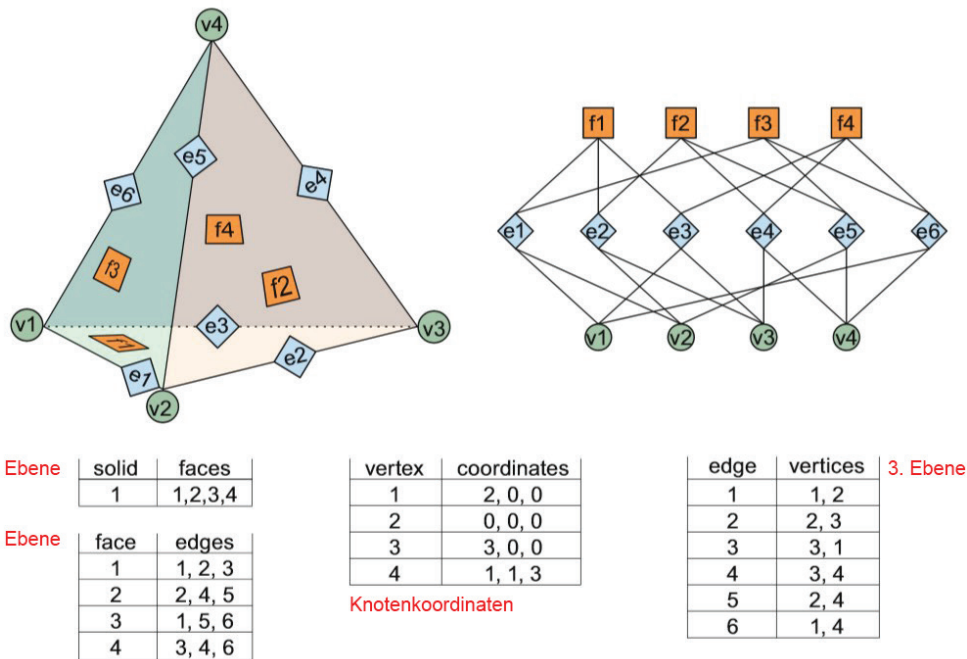 v4
e5
e6
e4
f4
f3
f2
v1
e3
v3
f1
e2
e1
v2
f1 f2 f3 f4
e1 e2 e3 e4 e5 e6
v1 v2 v3 v4
Ebene
solid faces
1 1,2,3,4
Ebene
face edges
1 1, 2, 3
2 2, 4, 5
3 1, 5, 6
4 3, 4, 6
vertex coordinates
1 2, 0, 0
2 0, 0, 0
3 3, 0, 0
4 1, 1, 3
Knotenkoordinaten
edge vertices
3. Ebene
1 1, 2
2 2, 3
3 3, 1
4 3, 4
5 2, 4
6 1, 4